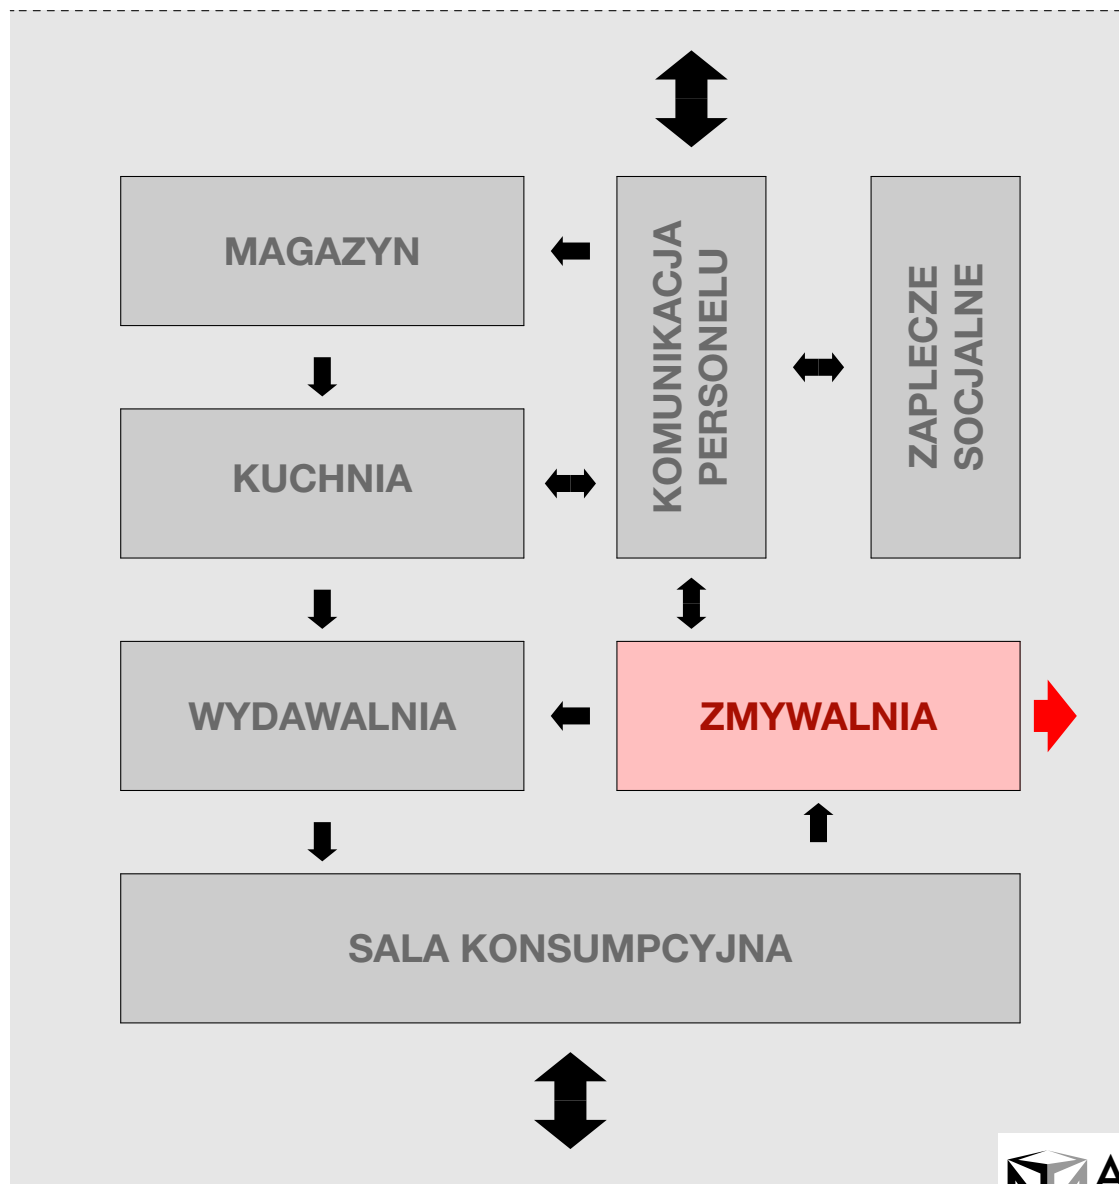 MAGAZYN
KOMUNIKACJA
PERSONELU
ZAPLECZE
SOCJALNE
KUCHNIA
WYDAWALNIA
ZMYWALNIA
SALA KONSUMPCYJNA